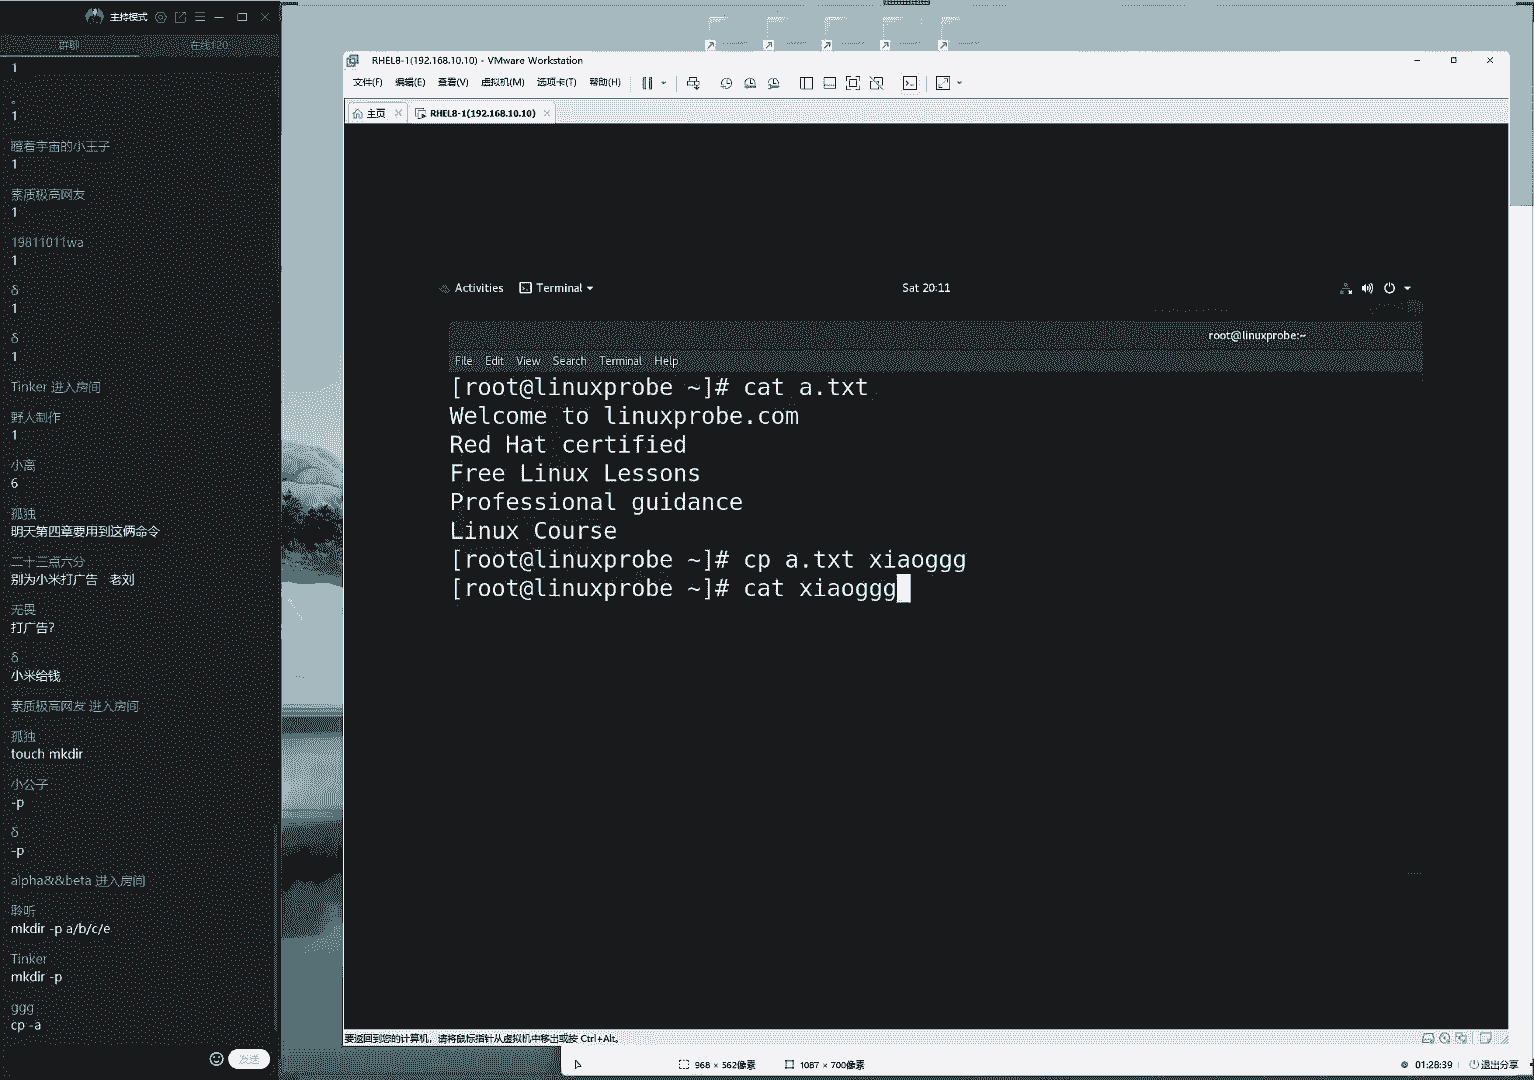 主持模式
群聊
在线120
1
。
1
瞪着宇宙的小王子
1
素质极高网友
1
19811011wa
1
δ
1
δ
1
Tinker 进入房间
野人制作
1
小离
6
孤独
明天第四章要用到这俩命令
二十三点六分
别为小米打广告 老刘
无畏
打广告？
δ
小米给钱
素质极高网友 进入房间
孤独
touch mkdir
小公子
-p
δ
-p
alpha&&beta 进入房间
聆听
mkdir -p a/b/c/e
Tinker
mkdir -p
ggg
cp -a
发送
RHEL8-1(192.168.10.10) - VMware Workstation
文件(F) 编辑(E) 查看(V) 虚拟机(M) 选项卡(T) 帮助(H)
主页
RHEL8-1(192.168.10.10)
Activities Terminal
Sat 20:11
root@linuxprobe:~
File Edit View Search Terminal Help
[root@linuxprobe ~]# cat a.txt
Welcome to linuxprobe.com
Red Hat certified
Free Linux Lessons
Professional guidance
Linux Course
[root@linuxprobe ~]# cp a.txt xiaoggg
[root@linuxprobe ~]# cat xiaoggg
要返回到您的计算机，请将鼠标指针从虚拟机中移出或按 Ctrl+Alt。
968 × 562像素
1087 × 700像素
01:28:39
退出分享